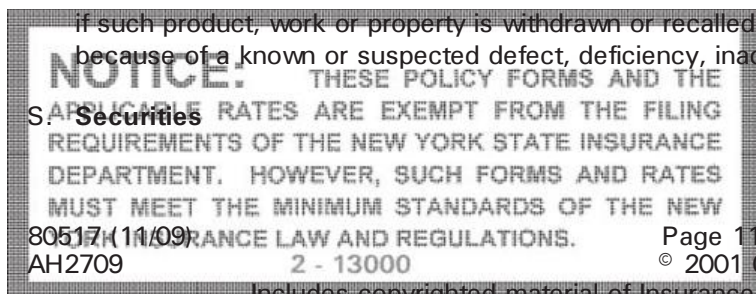 if such product, work or property is withdrawn or recalled
because of a known or suspected defect, deficiency,
NOTICE: THESE POLICY FORMS AND THE
S. Securities
APPLICABLE RATES ARE EXEMPT FROM THE FILING
REQUIREMENTS OF THE NEW YORK STATE INSURANCE
DEPARTMENT. HOWEVER, SUCH FORMS AND RATES
MUST MEET THE MINIMUM STANDARDS OF THE NEW
YORK INSURANCE LAW AND REGULATIONS.
80517 (11/09) Page 11
AH2709 2 - 13000 © 2001
Includes copyrighted material of Insurance